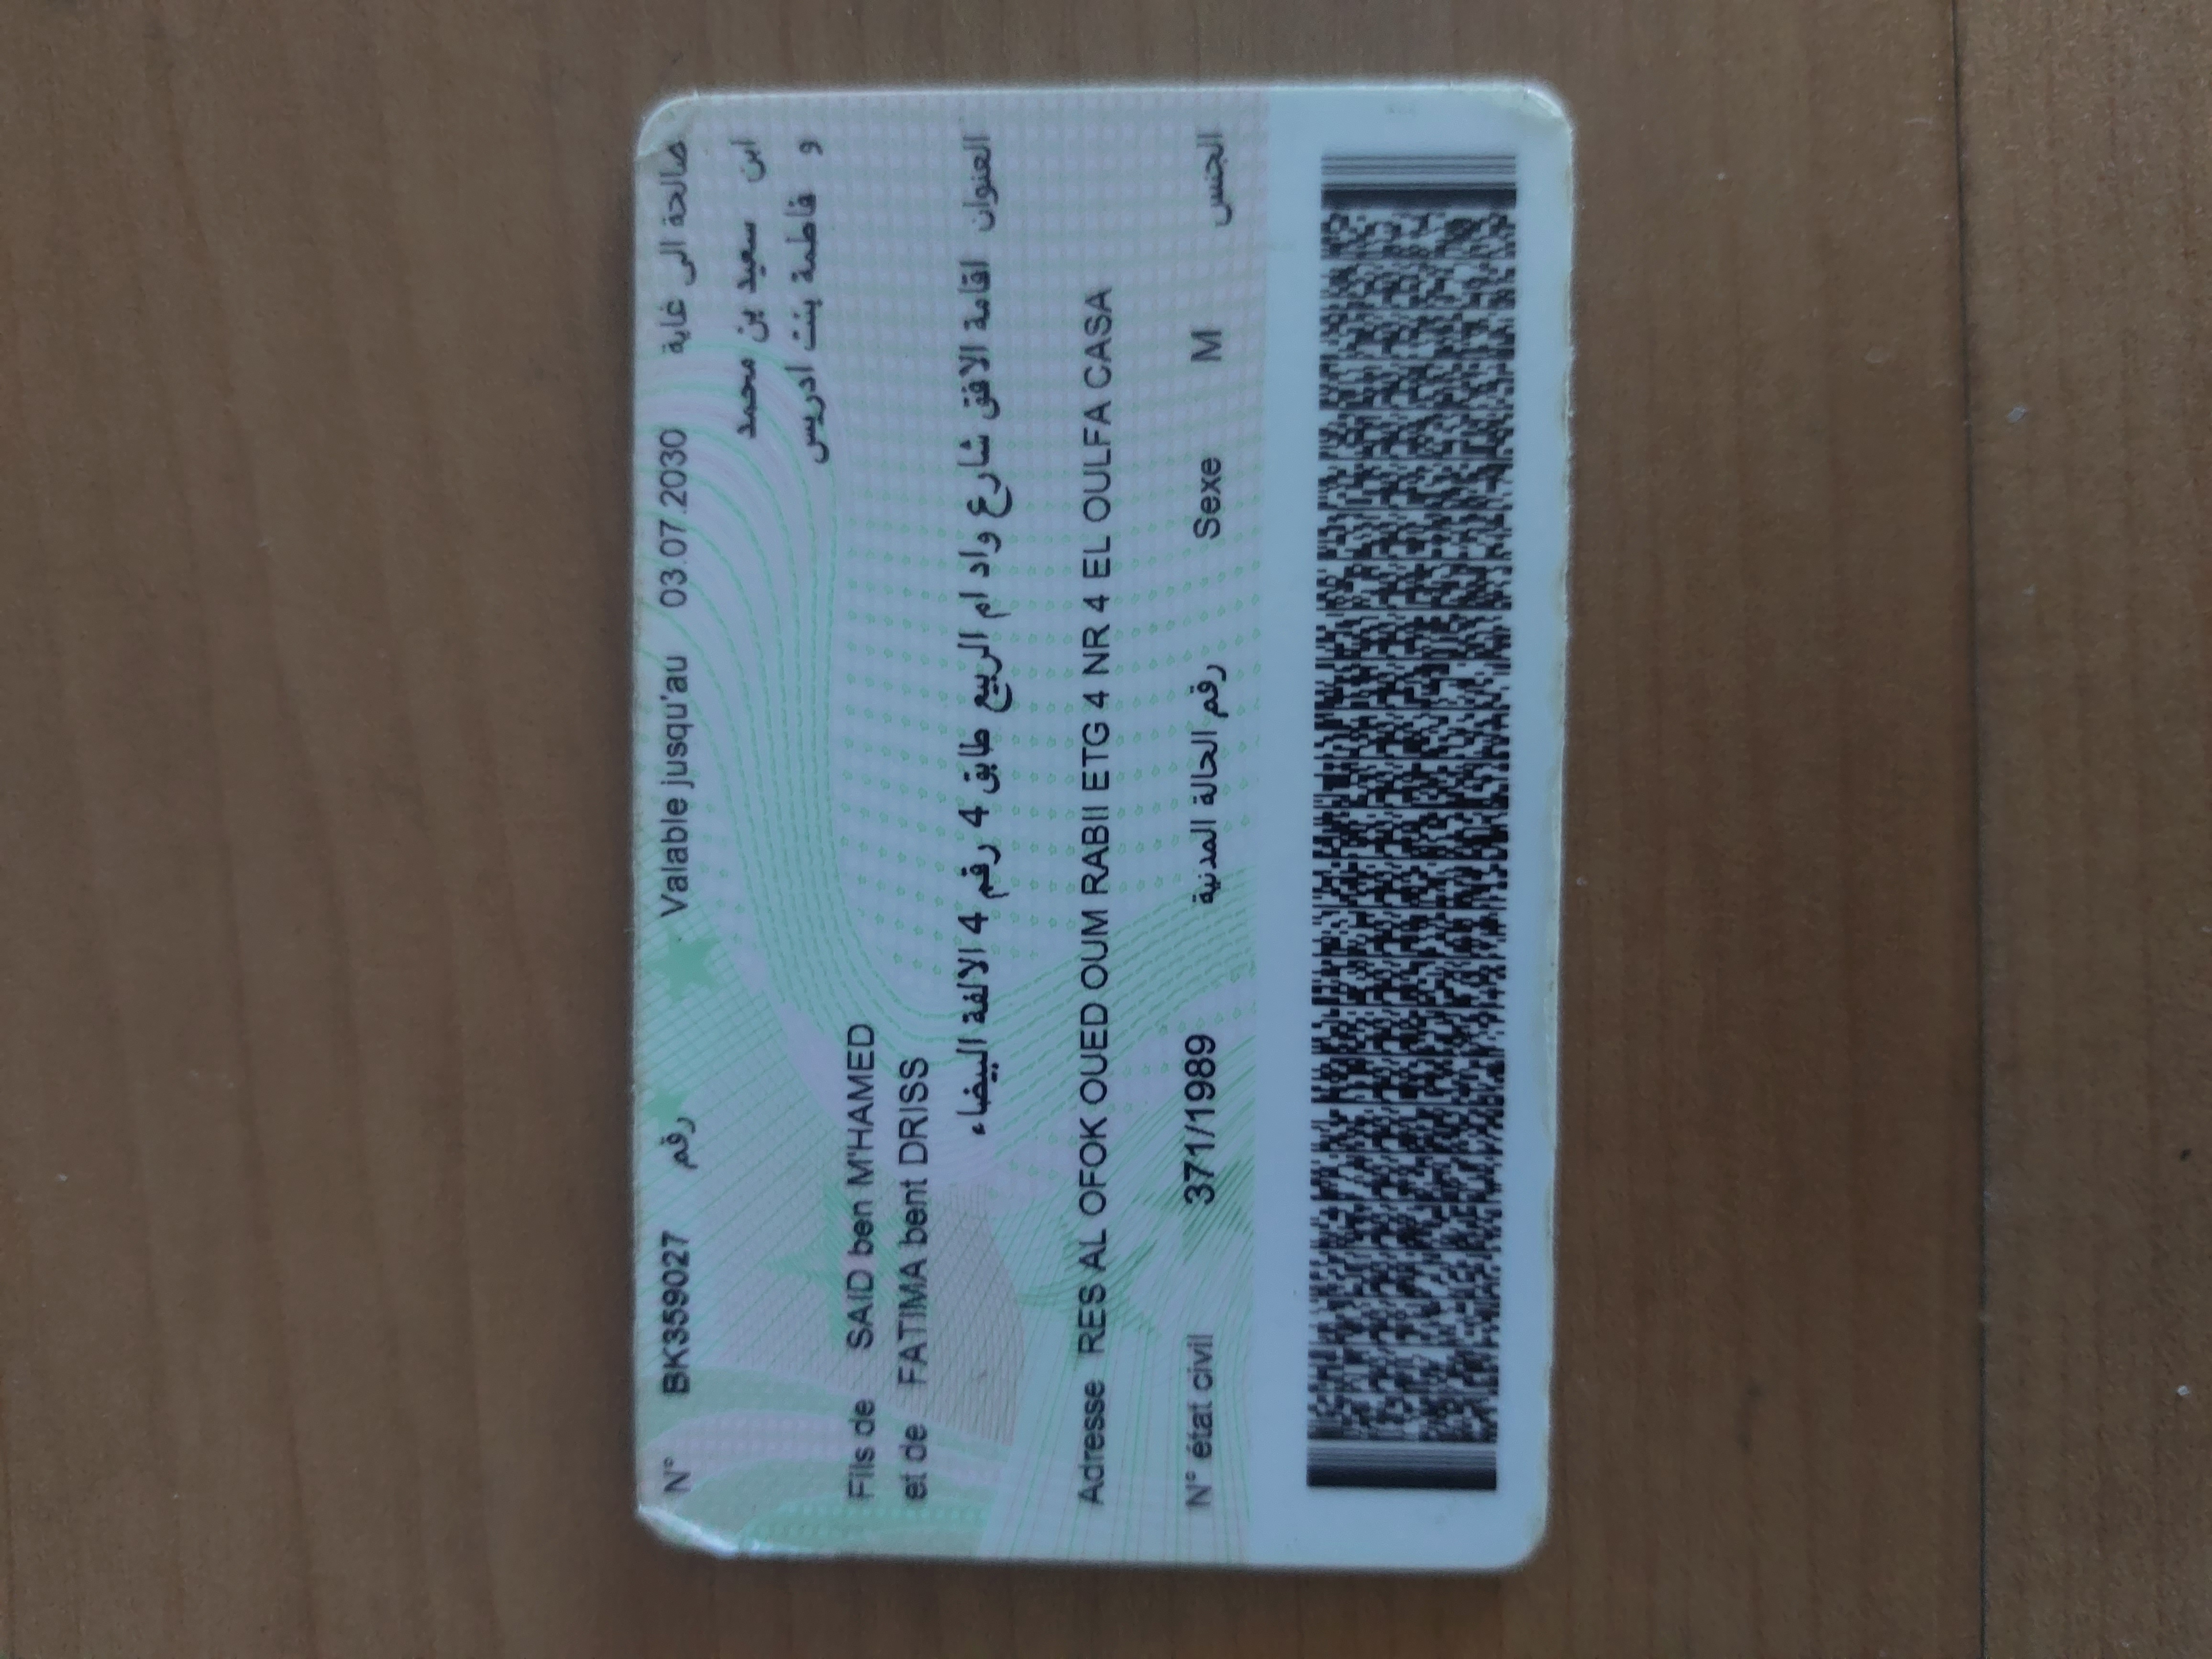 N° BK359027 رقم Valable jusqu'au 03.07.2030 صالحة الى غاية
ابن سعيد بن محمد
و فاطمة بنت ادريس
Fils de SAID ben M'HAMED
et de FATIMA bent DRISS
العنوان اقامة الافق شارع واد ام الربيع طابق 4 رقم 4 الالفة البيضاء
Adresse RES AL OFOK OUED OUM RABII ETG 4 NR 4 EL OULFA CASA
N° état civil 371/1989 رقم الحالة المدنية Sexe M الجنس